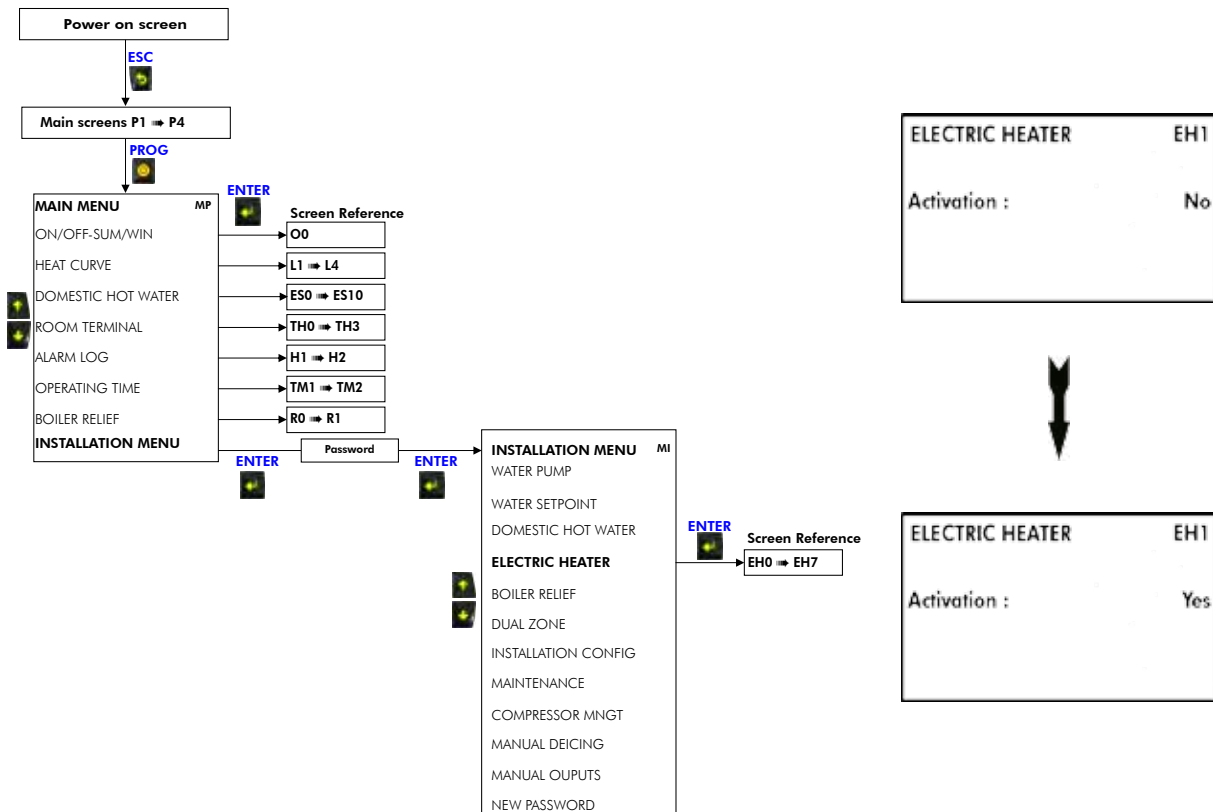 Power on screen
ESC
Main screens P1 ➠ P4
PROG
MAIN MENU MP
ENTER
Screen Reference
ON/OFF-SUM/WIN
O0
HEAT CURVE
L1 ➠ L4
DOMESTIC HOT WATER
ES0 ➠ ES10
ROOM TERMINAL
TH0 ➠ TH3
ALARM LOG
H1 ➠ H2
OPERATING TIME
TM1 ➠ TM2
BOILER RELIEF
R0 ➠ R1
INSTALLATION MENU
ENTER
Password
ENTER
INSTALLATION MENU MI
WATER PUMP
WATER SETPOINT
DOMESTIC HOT WATER
ELECTRIC HEATER
ENTER
Screen Reference
EH0 ➠ EH7
BOILER RELIEF
DUAL ZONE
INSTALLATION CONFIG
MAINTENANCE
COMPRESSOR MNGT
MANUAL DEICING
MANUAL OUPUTS
NEW PASSWORD
ELECTRIC HEATER EH1
Activation : No
ELECTRIC HEATER EH1
Activation : Yes